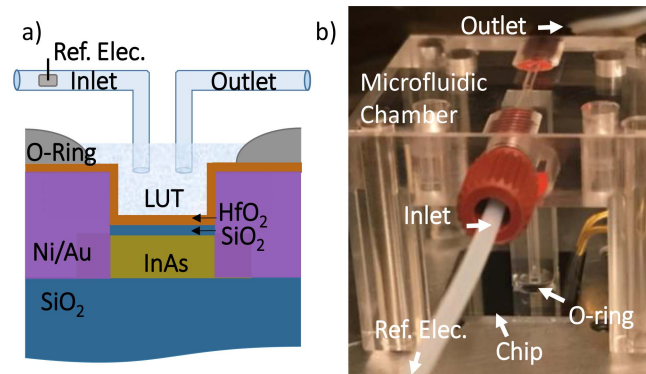 a)
Ref. Elec.
Inlet
Outlet
O-Ring
LUT
HfO₂
SiO₂
Ni/Au
InAs
SiO₂
b)
Outlet
Microfluidic
Chamber
Inlet
O-ring
Ref. Elec.
Chip